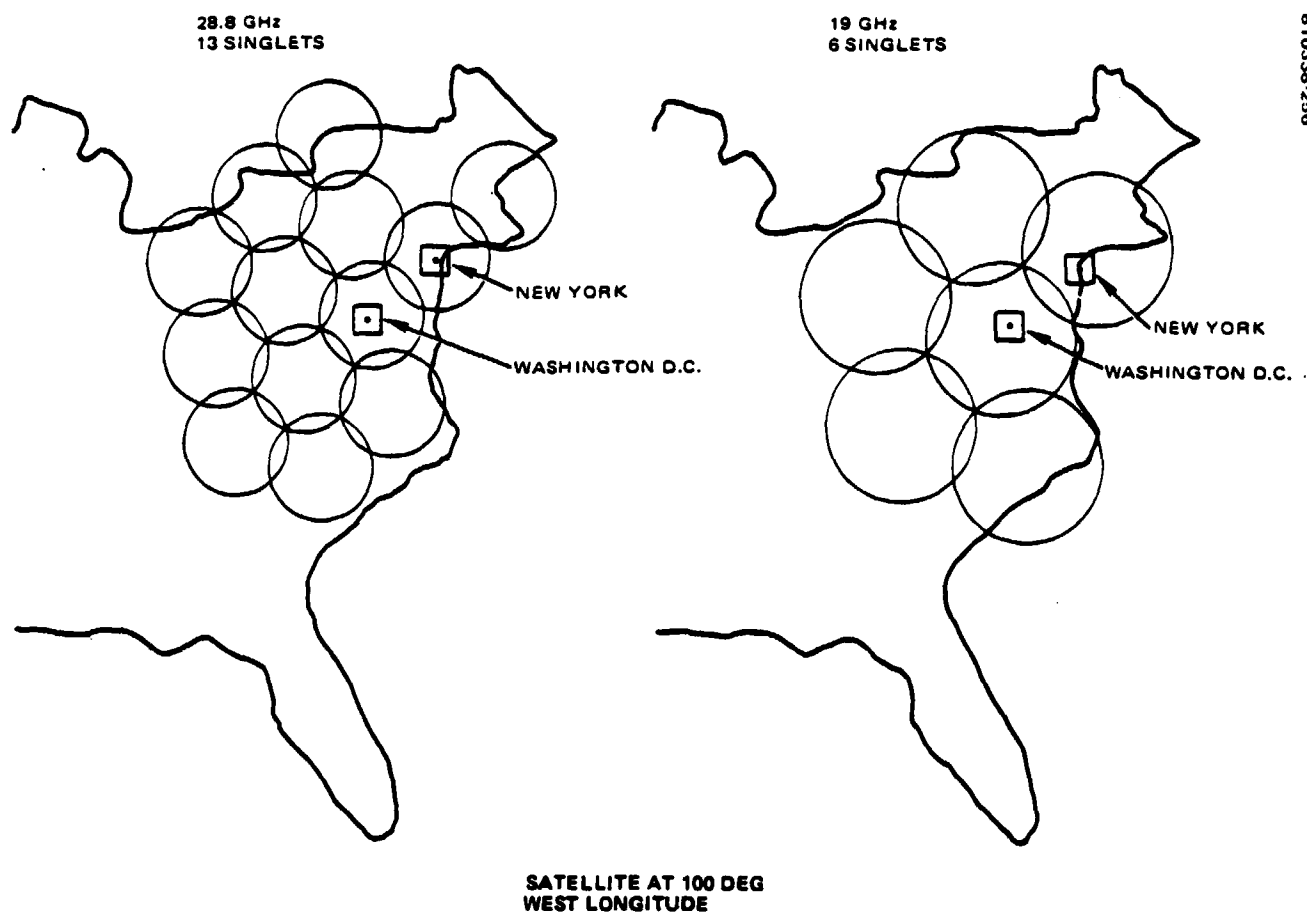 28.8 GHz
13 SINGLETS
19 GHz
6 SINGLETS
NEW YORK
WASHINGTON D.C.
NEW YORK
WASHINGTON D.C.
SATELLITE AT 100 DEG
WEST LONGITUDE